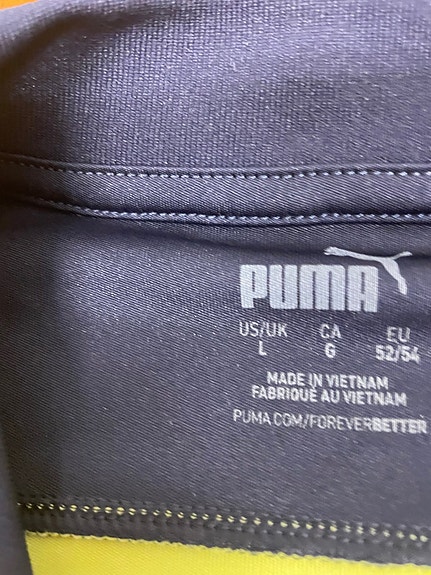 PUMA
US/UK CA EU
L G 52/54
MADE IN VIETNAM
FABRIQUÉ AU VIETNAM
PUMA.COM/FOREVERBETTER